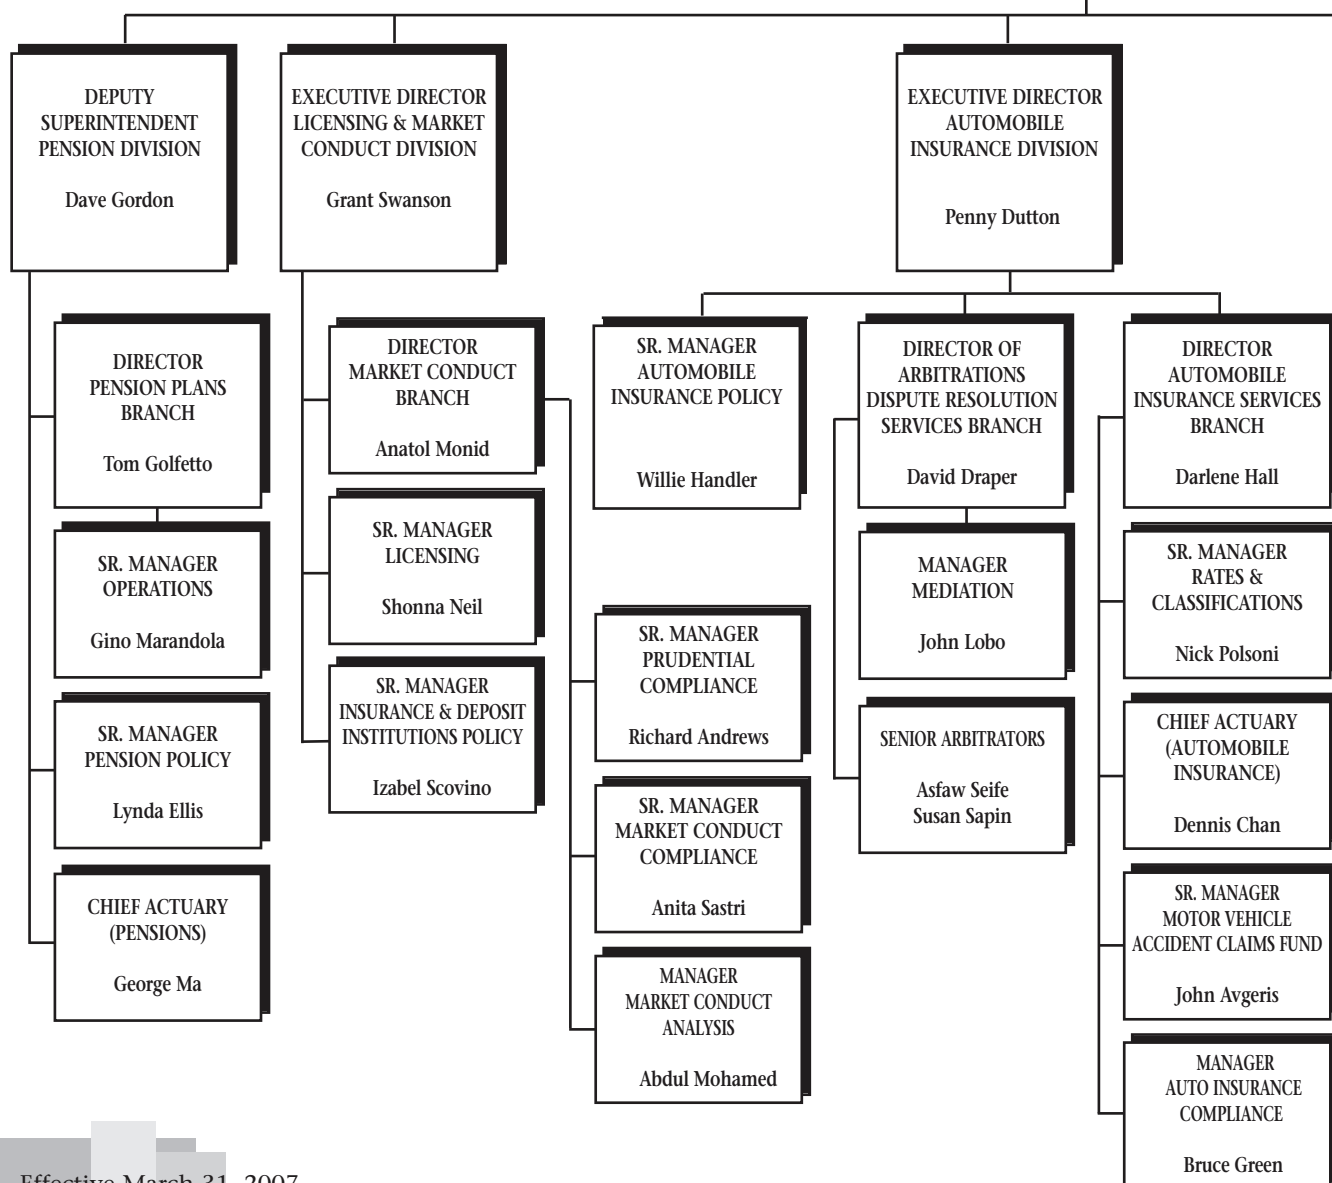 DEPUTY
SUPERINTENDENT
PENSION DIVISION
Dave Gordon
EXECUTIVE DIRECTOR
LICENSING & MARKET
CONDUCT DIVISION
Grant Swanson
EXECUTIVE DIRECTOR
AUTOMOBILE
INSURANCE DIVISION
Penny Dutton
DIRECTOR
PENSION PLANS
BRANCH
Tom Golfetto
SR. MANAGER
OPERATIONS
Gino Marandola
SR. MANAGER
PENSION POLICY
Lynda Ellis
CHIEF ACTUARY
(PENSIONS)
George Ma
DIRECTOR
MARKET CONDUCT
BRANCH
Anatol Monid
SR. MANAGER
LICENSING
Shonna Neil
SR. MANAGER
INSURANCE & DEPOSIT
INSTITUTIONS POLICY
Izabel Scovino
SR. MANAGER
PRUDENTIAL
COMPLIANCE
Richard Andrews
SR. MANAGER
MARKET CONDUCT
COMPLIANCE
Anita Sastri
MANAGER
MARKET CONDUCT
ANALYSIS
Abdul Mohamed
SR. MANAGER
AUTOMOBILE
INSURANCE POLICY
Willie Handler
DIRECTOR OF
ARBITRATIONS
DISPUTE RESOLUTION
SERVICES BRANCH
David Draper
MANAGER
MEDIATION
John Lobo
SENIOR ARBITRATORS
Asfaw Seife
Susan Sapin
DIRECTOR
AUTOMOBILE
INSURANCE SERVICES
BRANCH
Darlene Hall
SR. MANAGER
RATES &
CLASSIFICATIONS
Nick Polsoni
CHIEF ACTUARY
(AUTOMOBILE
INSURANCE)
Dennis Chan
SR. MANAGER
MOTOR VEHICLE
ACCIDENT CLAIMS FUND
John Avgeris
MANAGER
AUTO INSURANCE
COMPLIANCE
Bruce Green
Effective March 31, 2007